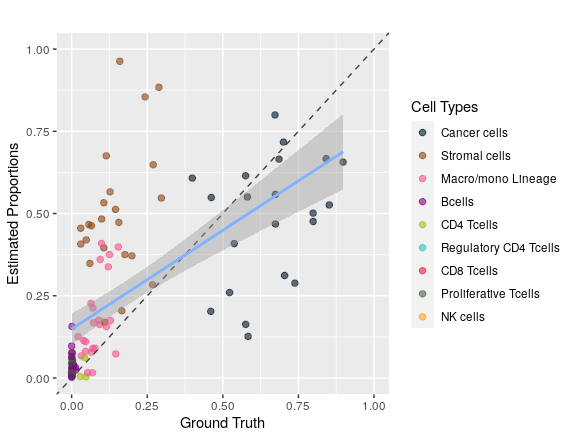 1.00
0.75
0.50
0.25
0.00
Estimated Proportions
0.00 0.25 0.50 0.75 1.00
Ground Truth
Cell Types
Cancer cells
Stromal cells
Macro/mono LIneage
Bcells
CD4 Tcells
Regulatory CD4 Tcells
CD8 Tcells
Proliferative Tcells
NK cells